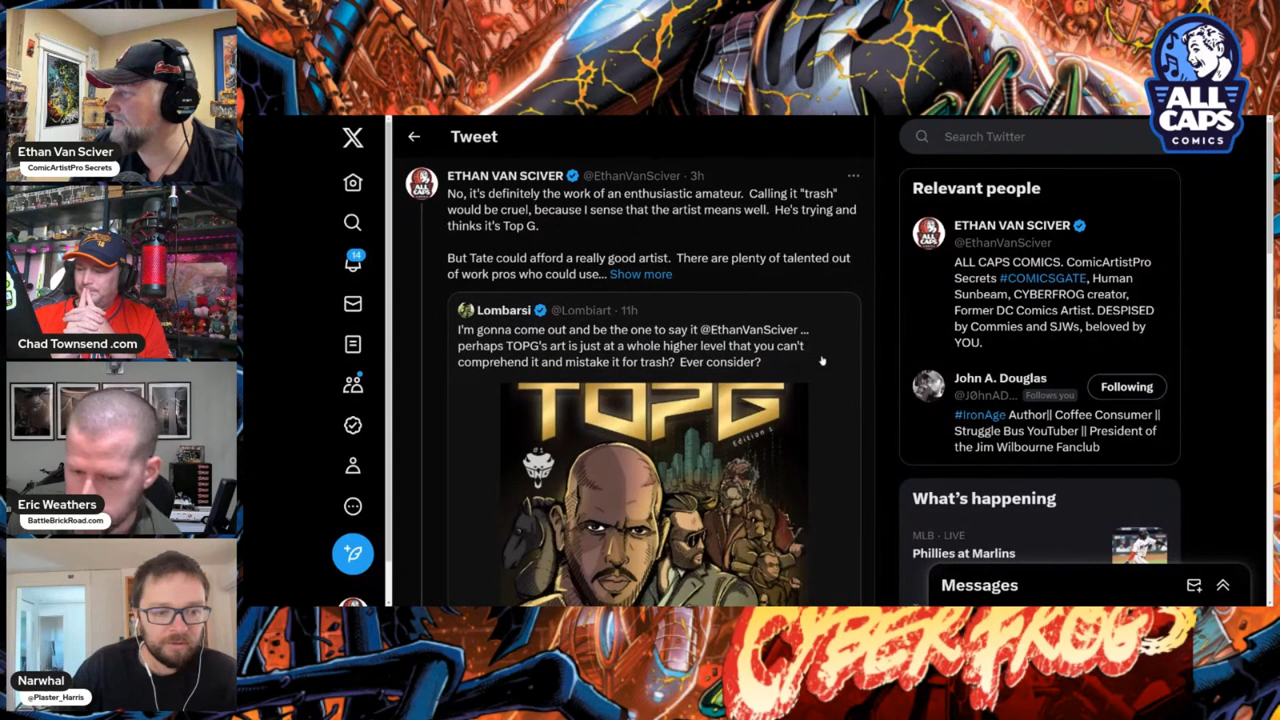 Ethan Van Sciver
ComicArtistPro Secrets
Chad Townsend .com
Eric Weathers
BattleBrickRoad.com
Narwhal
@Plaster_Harris
14
Tweet
ETHAN VAN SCIVER @EthanVanSciver · 3h
No, it's definitely the work of an enthusiastic amateur. Calling it "trash"
would be cruel, because I sense that the artist means well. He's trying and
thinks it's Top G.
But Tate could afford a really good artist. There are plenty of talented out
of work pros who could use... Show more
Lombarsi @Lombiart · 11h
I'm gonna come out and be the one to say it @EthanVanSciver ...
perhaps TOPG's art is just at a whole higher level that you can't
comprehend it and mistake it for trash? Ever consider?
TOPG
Edition 1
#1
Search Twitter
Relevant people
ETHAN VAN SCIVER
@EthanVanSciver
ALL CAPS COMICS. ComicArtistPro
Secrets #COMICSGATE, Human
Sunbeam, CYBERFROG creator,
Former DC Comics Artist. DESPISED
by Commies and SJWs, beloved by
YOU.
John A. Douglas
@J0hnAD... Follows you
Following
#IronAge Author|| Coffee Consumer ||
Struggle Bus YouTuber || President of
the Jim Wilbourne Fanclub
What's happening
MLB · LIVE
Phillies at Marlins
Messages
ALL
CAPS
COMICS
CYBERFROG